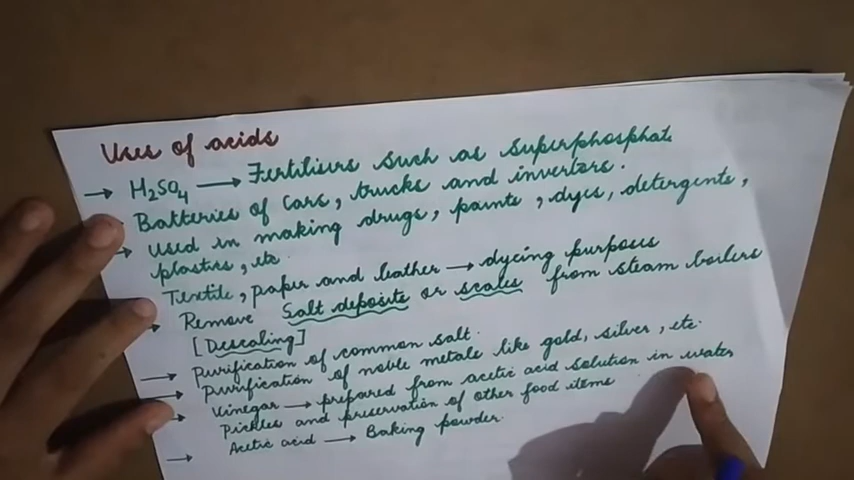 Uses of acids
→ H₂SO₄ → Fertilisers such as superphosphate
Batteries of cars, trucks and invertors.
→ Used in making drugs, paints, dyes, detergents,
plastics, etc.
Textile, paper and leather → dyeing purposes
Remove Salt deposits or scales from steam boilers
[Descaling]
→ Purification of common salt.
→ Purification of noble metals like gold, silver, etc.
→ Vinegar → prepared from acetic acid solution in water
Pickles and preservation of other food items
→ Acetic acid → Baking powder.